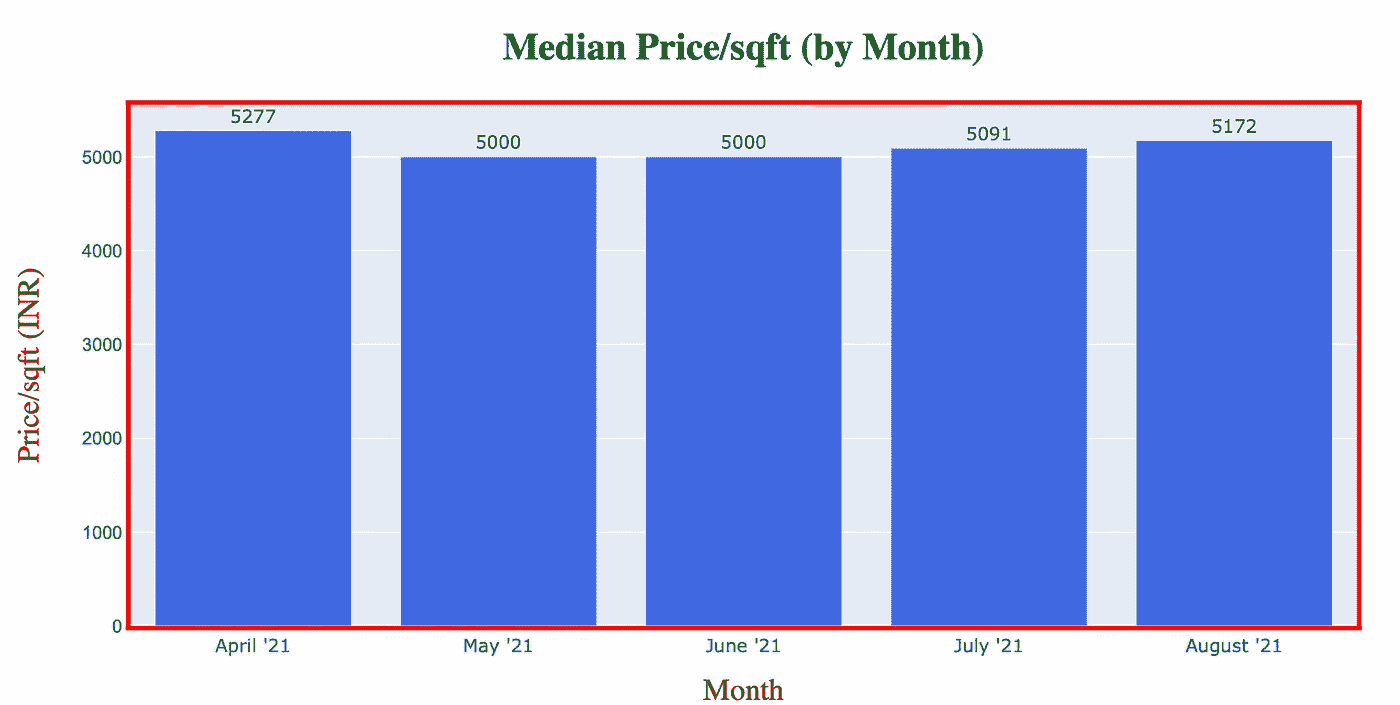 Median Price/sqft (by Month)
5277
5000
5000
5091
5172
5000
4000
3000
2000
1000
0
Price/sqft (INR)
April '21
May '21
June '21
July '21
August '21
Month